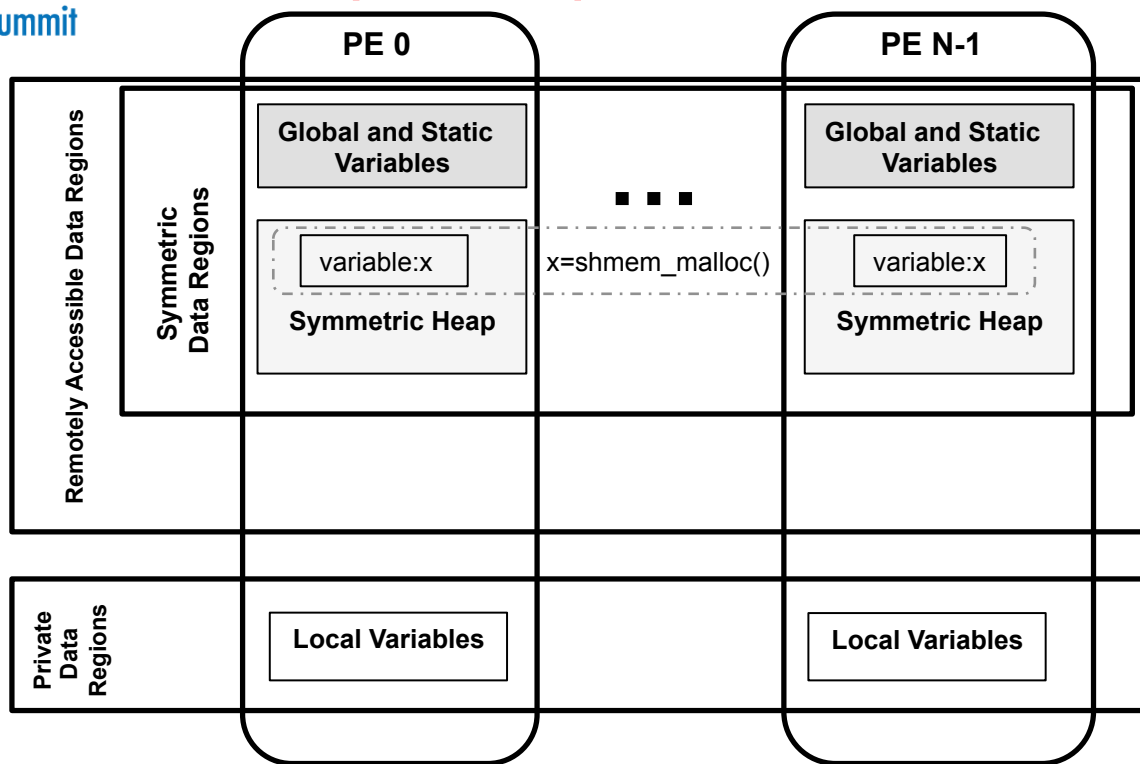 ummit
PE 0
PE N-1
Remotely Accessible Data Regions
Symmetric
Data Regions
Global and Static
Variables
Global and Static
Variables
variable:x
x=shmem_malloc()
variable:x
Symmetric Heap
Symmetric Heap
Private
Data
Regions
Local Variables
Local Variables